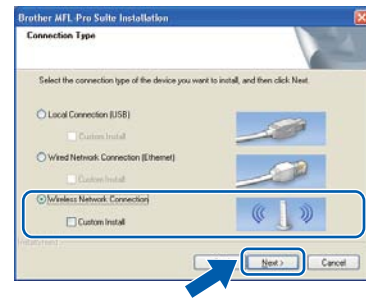 Brother MFL-Pro Suite Installation
Connection Type
Select the connection type of the device you want to install, and then click Next.
Local Connection (USB)
Custom Install
Wired Network Connection (Ethernet)
Custom Install
Wireless Network Connection
Custom Install
InstallShield
Next >
Cancel